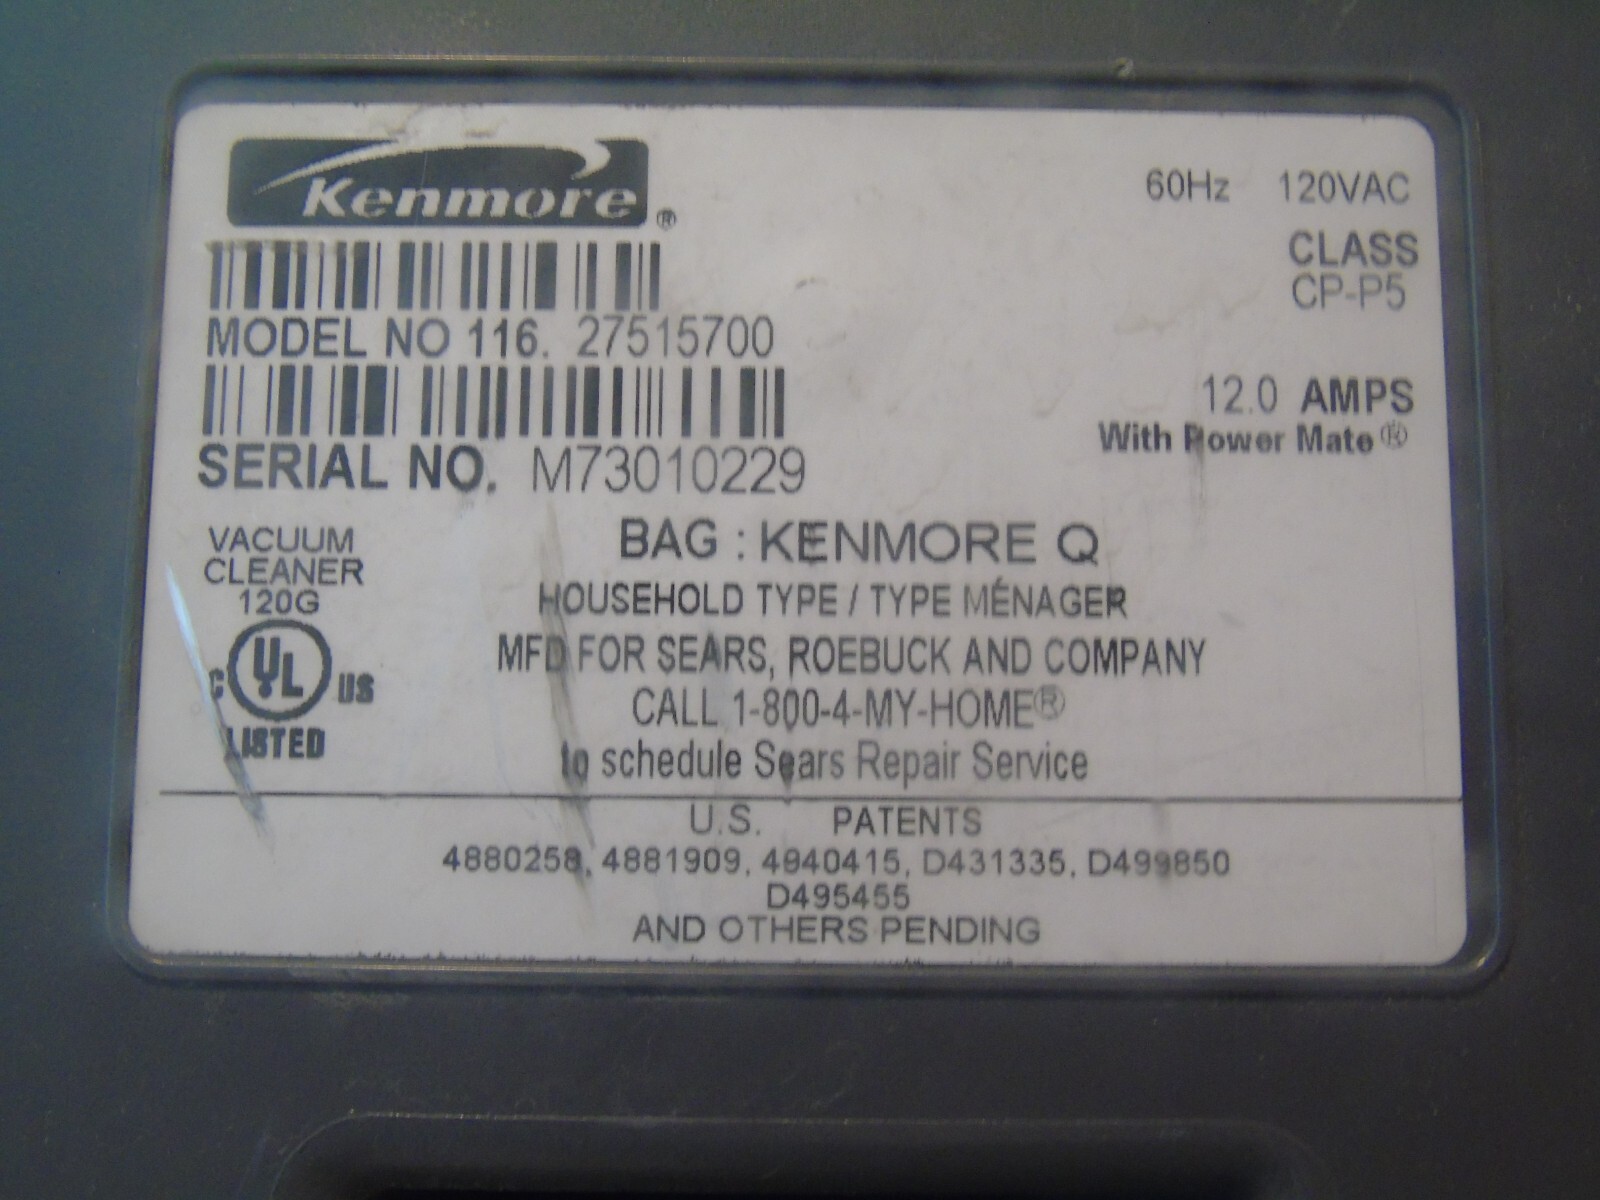 Kenmore®
60Hz 120VAC
CLASS
CP-P5
MODEL NO 116. 27515700
12.0 AMPS
With Power Mate®
SERIAL NO. M73010229
VACUUM
CLEANER
120G
C UL US
LISTED
BAG : KENMORE Q
HOUSEHOLD TYPE / TYPE MÉNAGER
MFD FOR SEARS, ROEBUCK AND COMPANY
CALL 1-800-4-MY-HOME®
to schedule Sears Repair Service
U.S. PATENTS
4880258, 4881909, 4940415, D431335, D499850
D495455
AND OTHERS PENDING